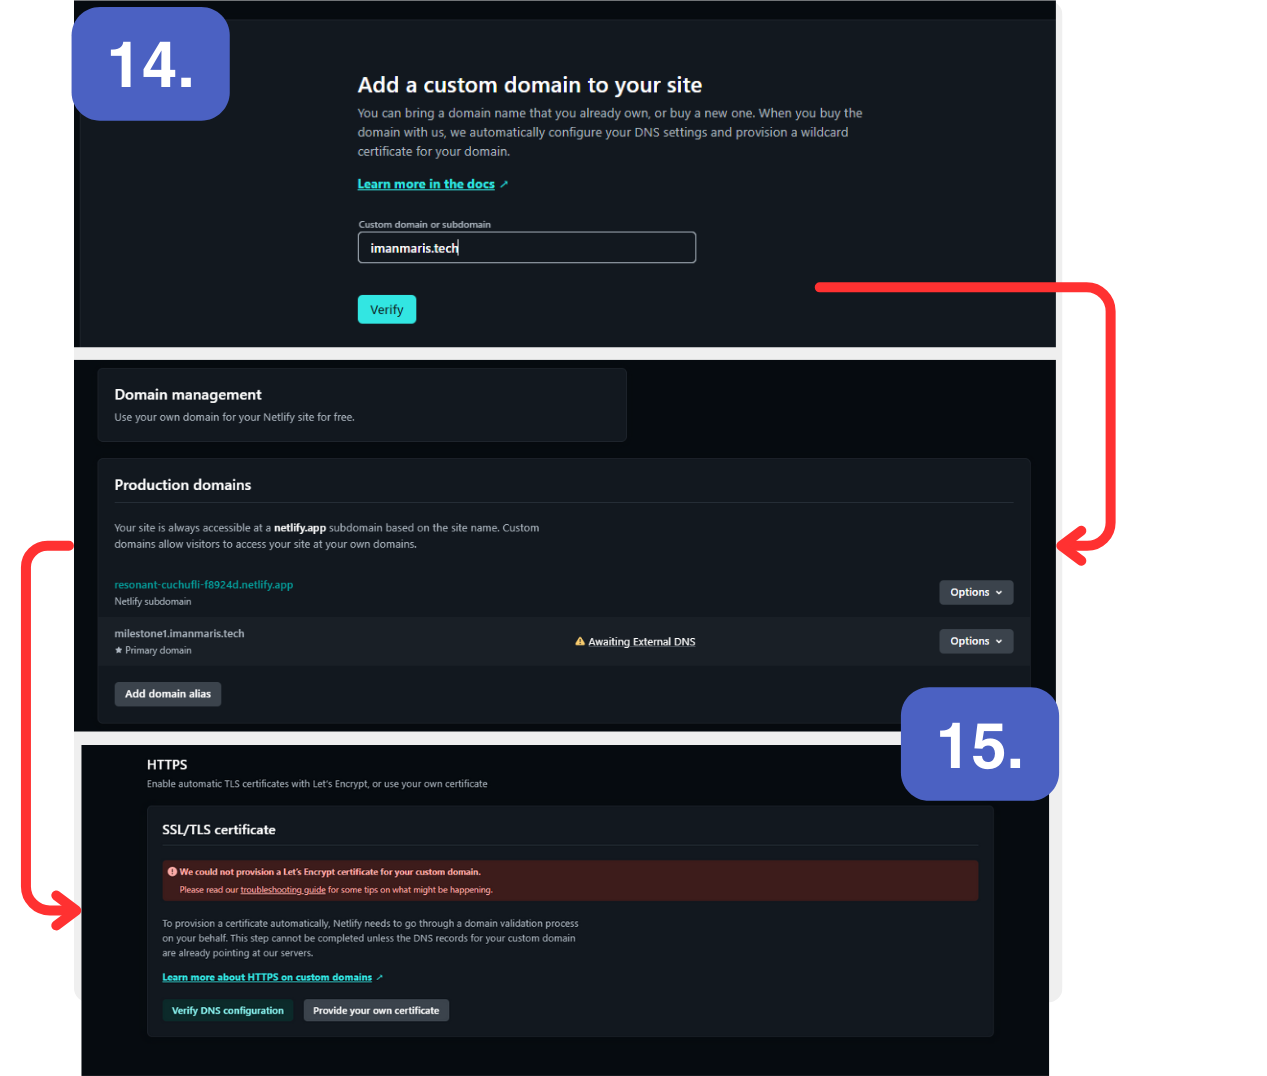 14.
Add a custom domain to your site
You can bring a domain name that you already own, or buy a new one. When you buy the
domain with us, we automatically configure your DNS settings and provision a wildcard
certificate for your domain.
Learn more in the docs ↗
Custom domain or subdomain
imanmaris.tech
Verify
Domain management
Use your own domain for your Netlify site for free.
Production domains
Your site is always accessible at a netlify.app subdomain based on the site name. Custom
domains allow visitors to access your site at your own domains.
resonant-cuchufli-f8924d.netlify.app
Netlify subdomain
Options
milestone1.imanmaris.tech
★ Primary domain
Awaiting External DNS
Options
Add domain alias
15.
HTTPS
Enable automatic TLS certificates with Let's Encrypt, or use your own certificate
SSL/TLS certificate
We could not provision a Let's Encrypt certificate for your custom domain.
Please read our troubleshooting guide for some tips on what might be happening.
To provision a certificate automatically, Netlify needs to go through a domain validation process
on your behalf. This step cannot be completed unless the DNS records for your custom domain
are already pointing at our servers.
Learn more about HTTPS on custom domains ↗
Verify DNS configuration
Provide your own certificate